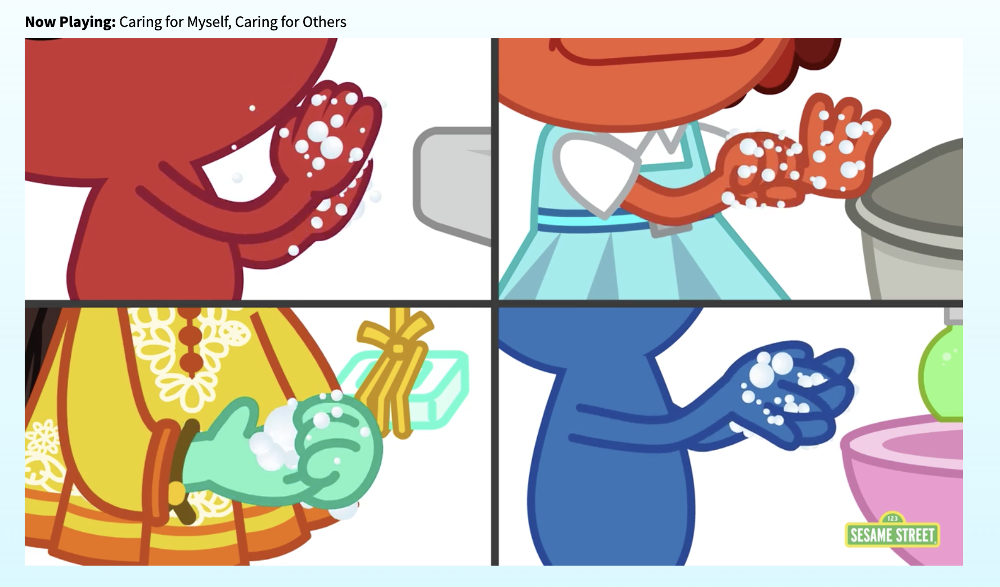 Now Playing: Caring for Myself, Caring for Others
123
SESAME STREET